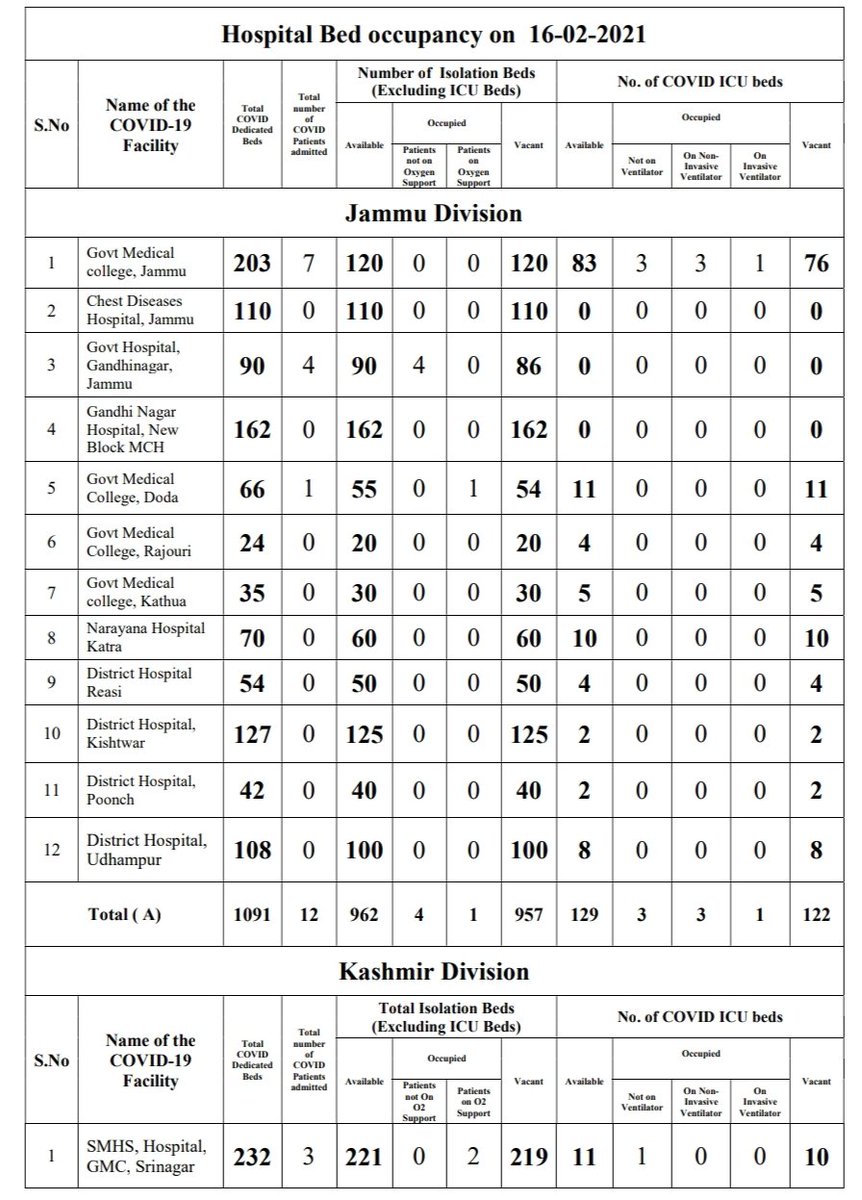 Hospital Bed occupancy on 16-02-2021
S.No Name of the COVID-19 Facility Total COVID Dedicated Beds Total number of COVID Patients admitted Number of Isolation Beds (Excluding ICU Beds) No. of COVID ICU beds
Available Occupied Vacant Available Occupied Vacant
Patients not on Oxygen Support Patients on Oxygen Support Not on Ventilator On Non-Invasive Ventilator On Invasive Ventilator
Jammu Division
1 Govt Medical college, Jammu 203 7 120 0 0 120 83 3 3 1 76
2 Chest Diseases Hospital, Jammu 110 0 110 0 0 110 0 0 0 0 0
3 Govt Hospital, Gandhinagar, Jammu 90 4 90 4 0 86 0 0 0 0 0
4 Gandhi Nagar Hospital, New Block MCH 162 0 162 0 0 162 0 0 0 0 0
5 Govt Medical College, Doda 66 1 55 0 1 54 11 0 0 0 11
6 Govt Medical College, Rajouri 24 0 20 0 0 20 4 0 0 0 4
7 Govt Medical college, Kathua 35 0 30 0 0 30 5 0 0 0 5
8 Narayana Hospital Katra 70 0 60 0 0 60 10 0 0 0 10
9 District Hospital Reasi 54 0 50 0 0 50 4 0 0 0 4
10 District Hospital, Kishtwar 127 0 125 0 0 125 2 0 0 0 2
11 District Hospital, Poonch 42 0 40 0 0 40 2 0 0 0 2
12 District Hospital, Udhampur 108 0 100 0 0 100 8 0 0 0 8
Total ( A) 1091 12 962 4 1 957 129 3 3 1 122
Kashmir Division
S.No Name of the COVID-19 Facility Total COVID Dedicated Beds Total number of COVID Patients admitted Total Isolation Beds (Excluding ICU Beds) No. of COVID ICU beds
Available Occupied Vacant Available Occupied Vacant
Patients not On O2 Support Patients on O2 Support Not on Ventilator On Non-Invasive Ventilator On Invasive Ventilator
1 SMHS, Hospital, GMC, Srinagar 232 3 221 0 2 219 11 1 0 0 10